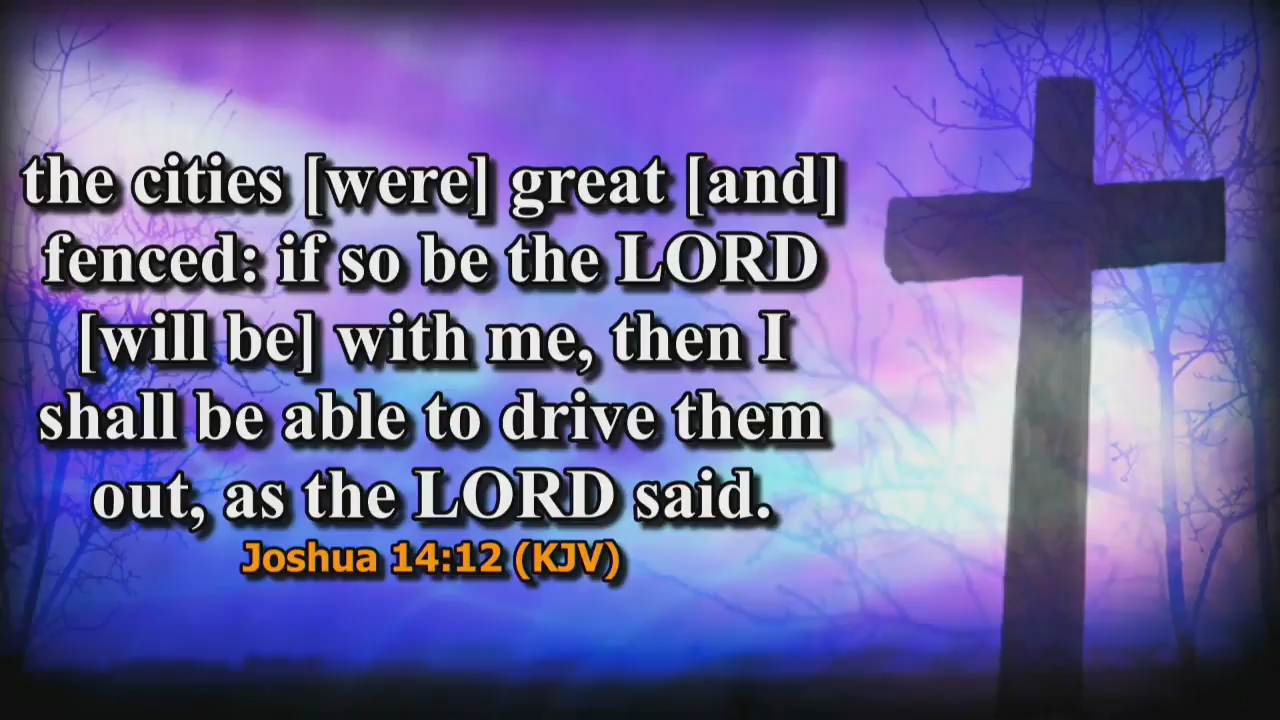 the cities [were] great [and]
fenced: if so be the LORD
[will be] with me, then I
shall be able to drive them
out, as the LORD said.
Joshua 14:12 (KJV)